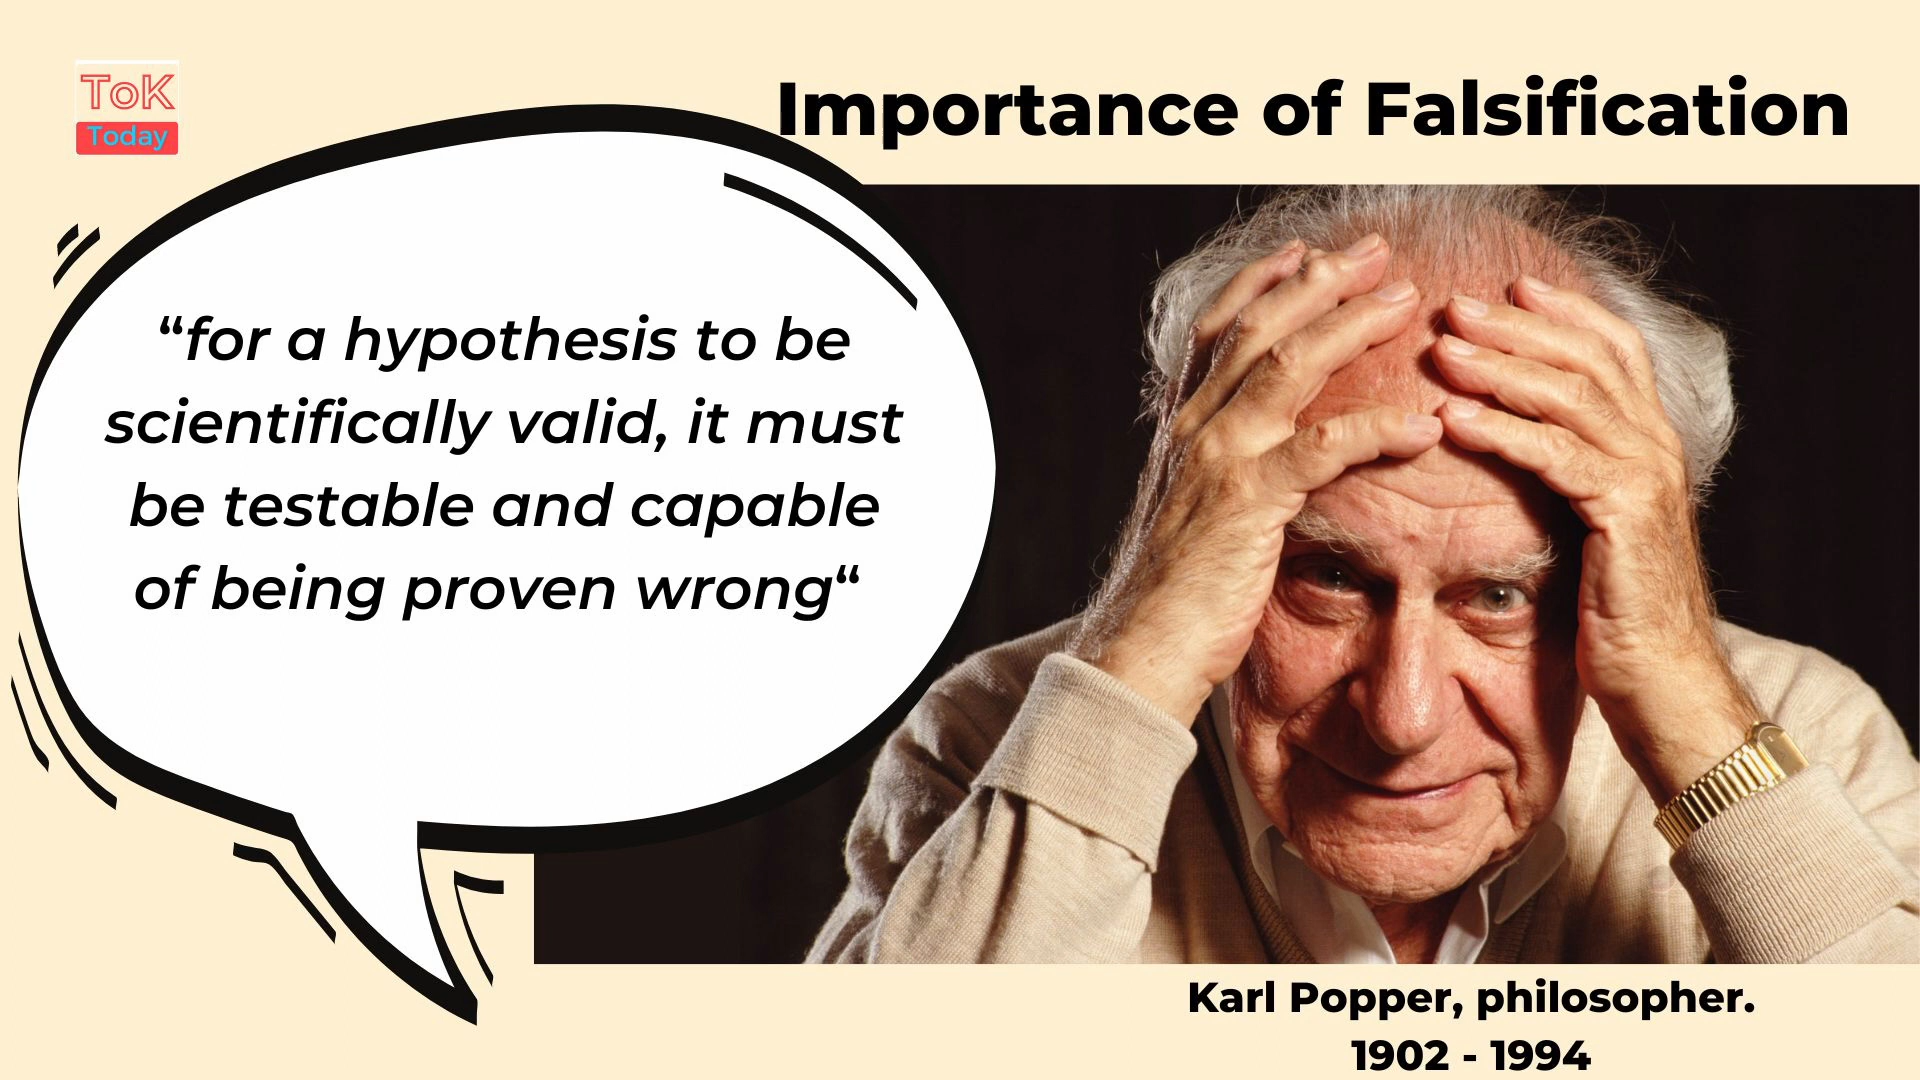 ToK
Today
Importance of Falsification
“for a hypothesis to be
scientifically valid, it must
be testable and capable
of being proven wrong“
Karl Popper, philosopher.
1902 - 1994